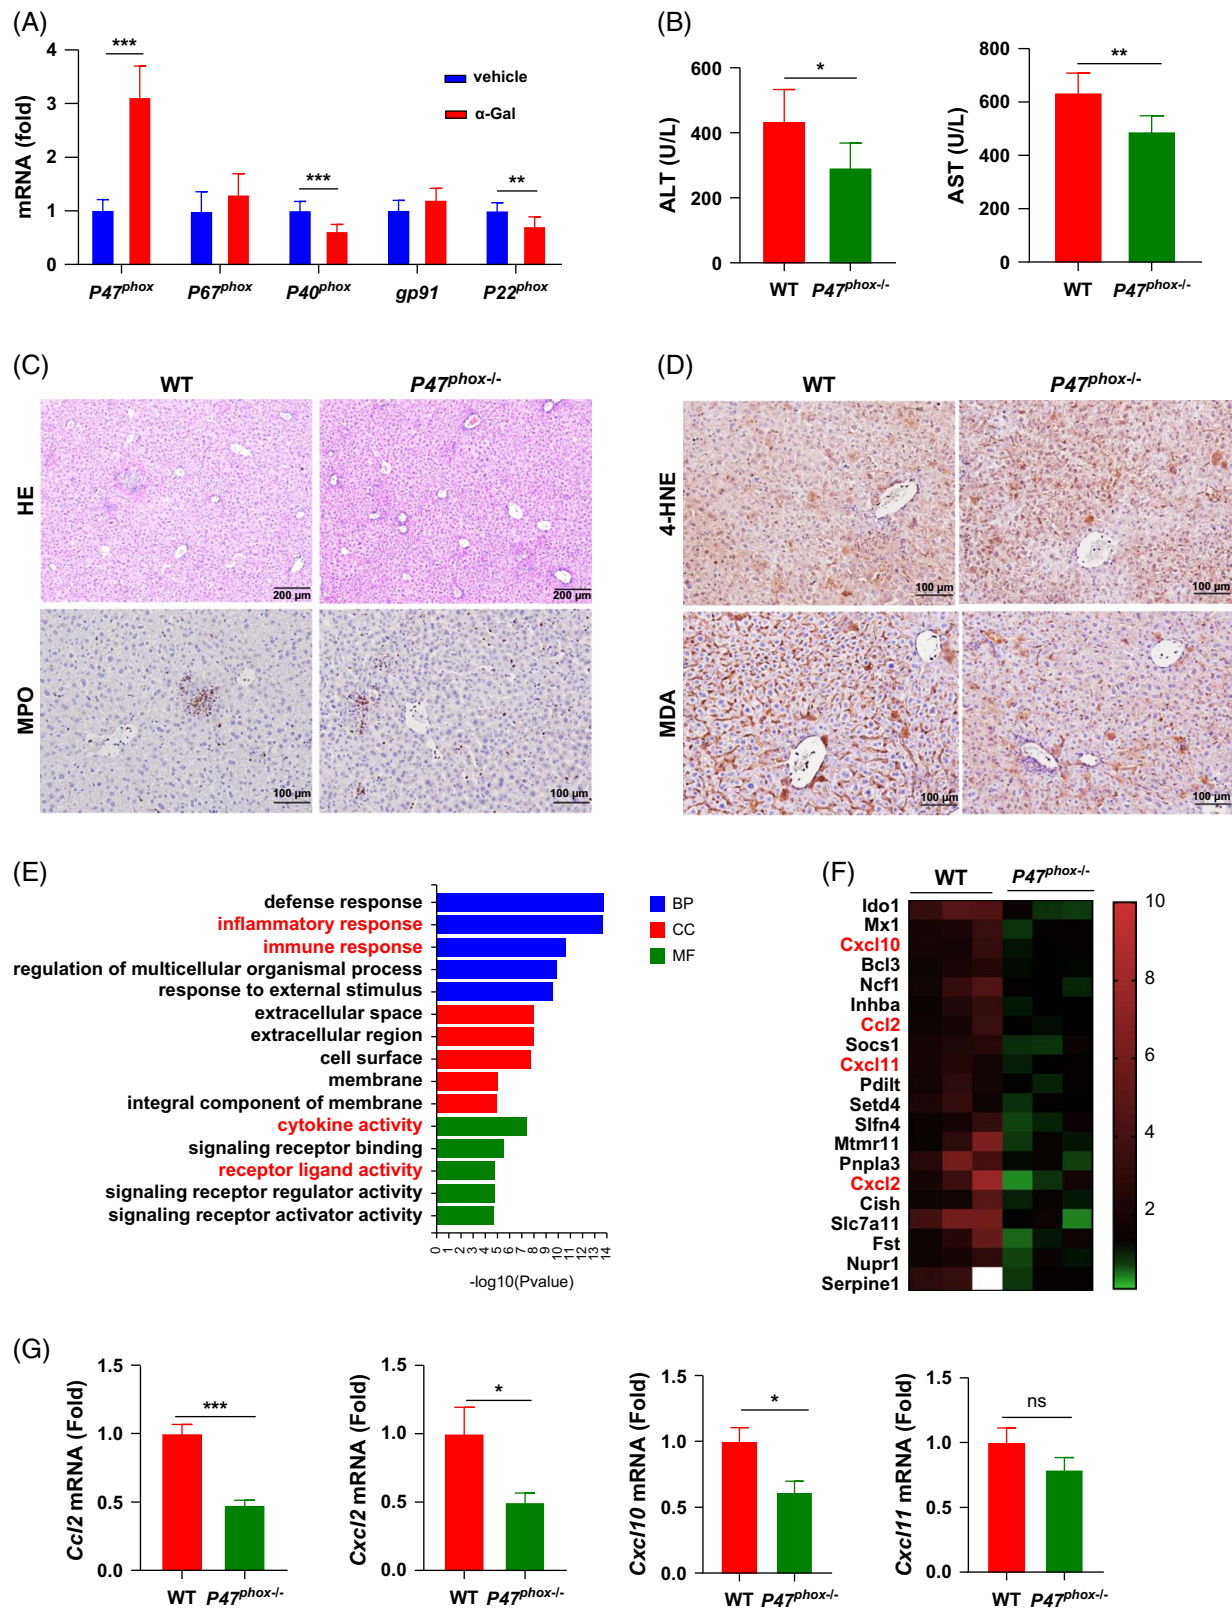 (A)
mRNA (fold)
4
3
2
1
0
***
***
**
vehicle
α-Gal
P47phox
P67phox
P40phox
gp91
P22phox
(B)
ALT (U/L)
600
400
200
0
*
WT
P47phox-/-
AST (U/L)
800
600
400
200
0
**
WT
P47phox-/-
(C)
WT
P47phox-/-
HE
200 µm
200 µm
MPO
100 µm
100 µm
(D)
WT
P47phox-/-
4-HNE
100 µm
100 µm
MDA
100 µm
100 µm
(E)
defense response
inflammatory response
immune response
regulation of multicellular organismal process
response to external stimulus
extracellular space
extracellular region
cell surface
membrane
integral component of membrane
cytokine activity
signaling receptor binding
receptor ligand activity
signaling receptor regulator activity
signaling receptor activator activity
0 1 2 3 4 5 6 7 8 9 10 11 12 13 14
-log10(Pvalue)
BP
CC
MF
(F)
WT
P47phox-/-
Ido1
Mx1
Cxcl10
Bcl3
Ncf1
Inhba
Ccl2
Socs1
Cxcl11
Pdilt
Setd4
Slfn4
Mtmr11
Pnpla3
Cxcl2
Cish
Slc7a11
Fst
Nupr1
Serpine1
10
8
6
4
2
(G)
Ccl2 mRNA (Fold)
1.5
1.0
0.5
0.0
***
WT
P47phox-/-
Cxcl2 mRNA (Fold)
1.5
1.0
0.5
0.0
*
WT
P47phox-/-
Cxcl10 mRNA (Fold)
1.5
1.0
0.5
0.0
*
WT
P47phox-/-
Cxcl11 mRNA (Fold)
1.5
1.0
0.5
0.0
ns
WT
P47phox-/-